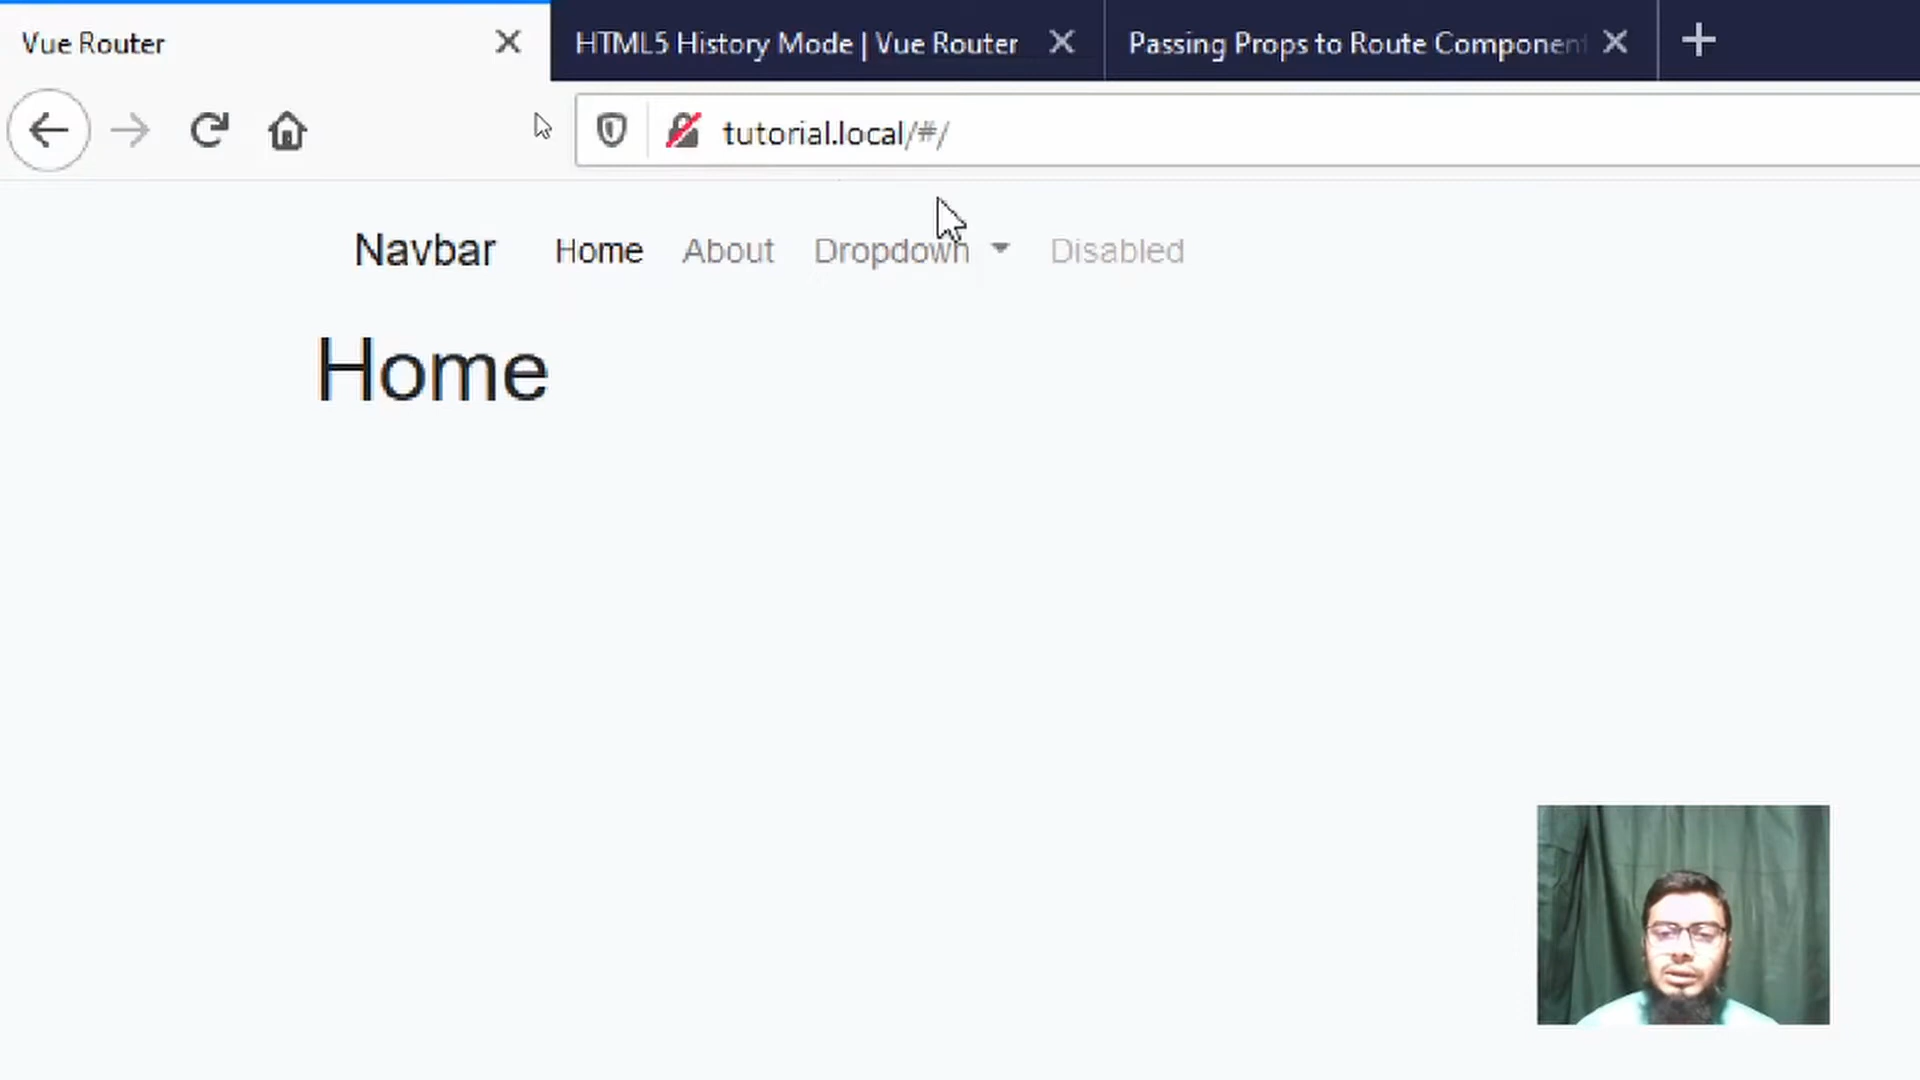 Vue Router
HTML5 History Mode | Vue Router
Passing Props to Route Component
tutorial.local/#/
Navbar Home About Dropdown Disabled
Home